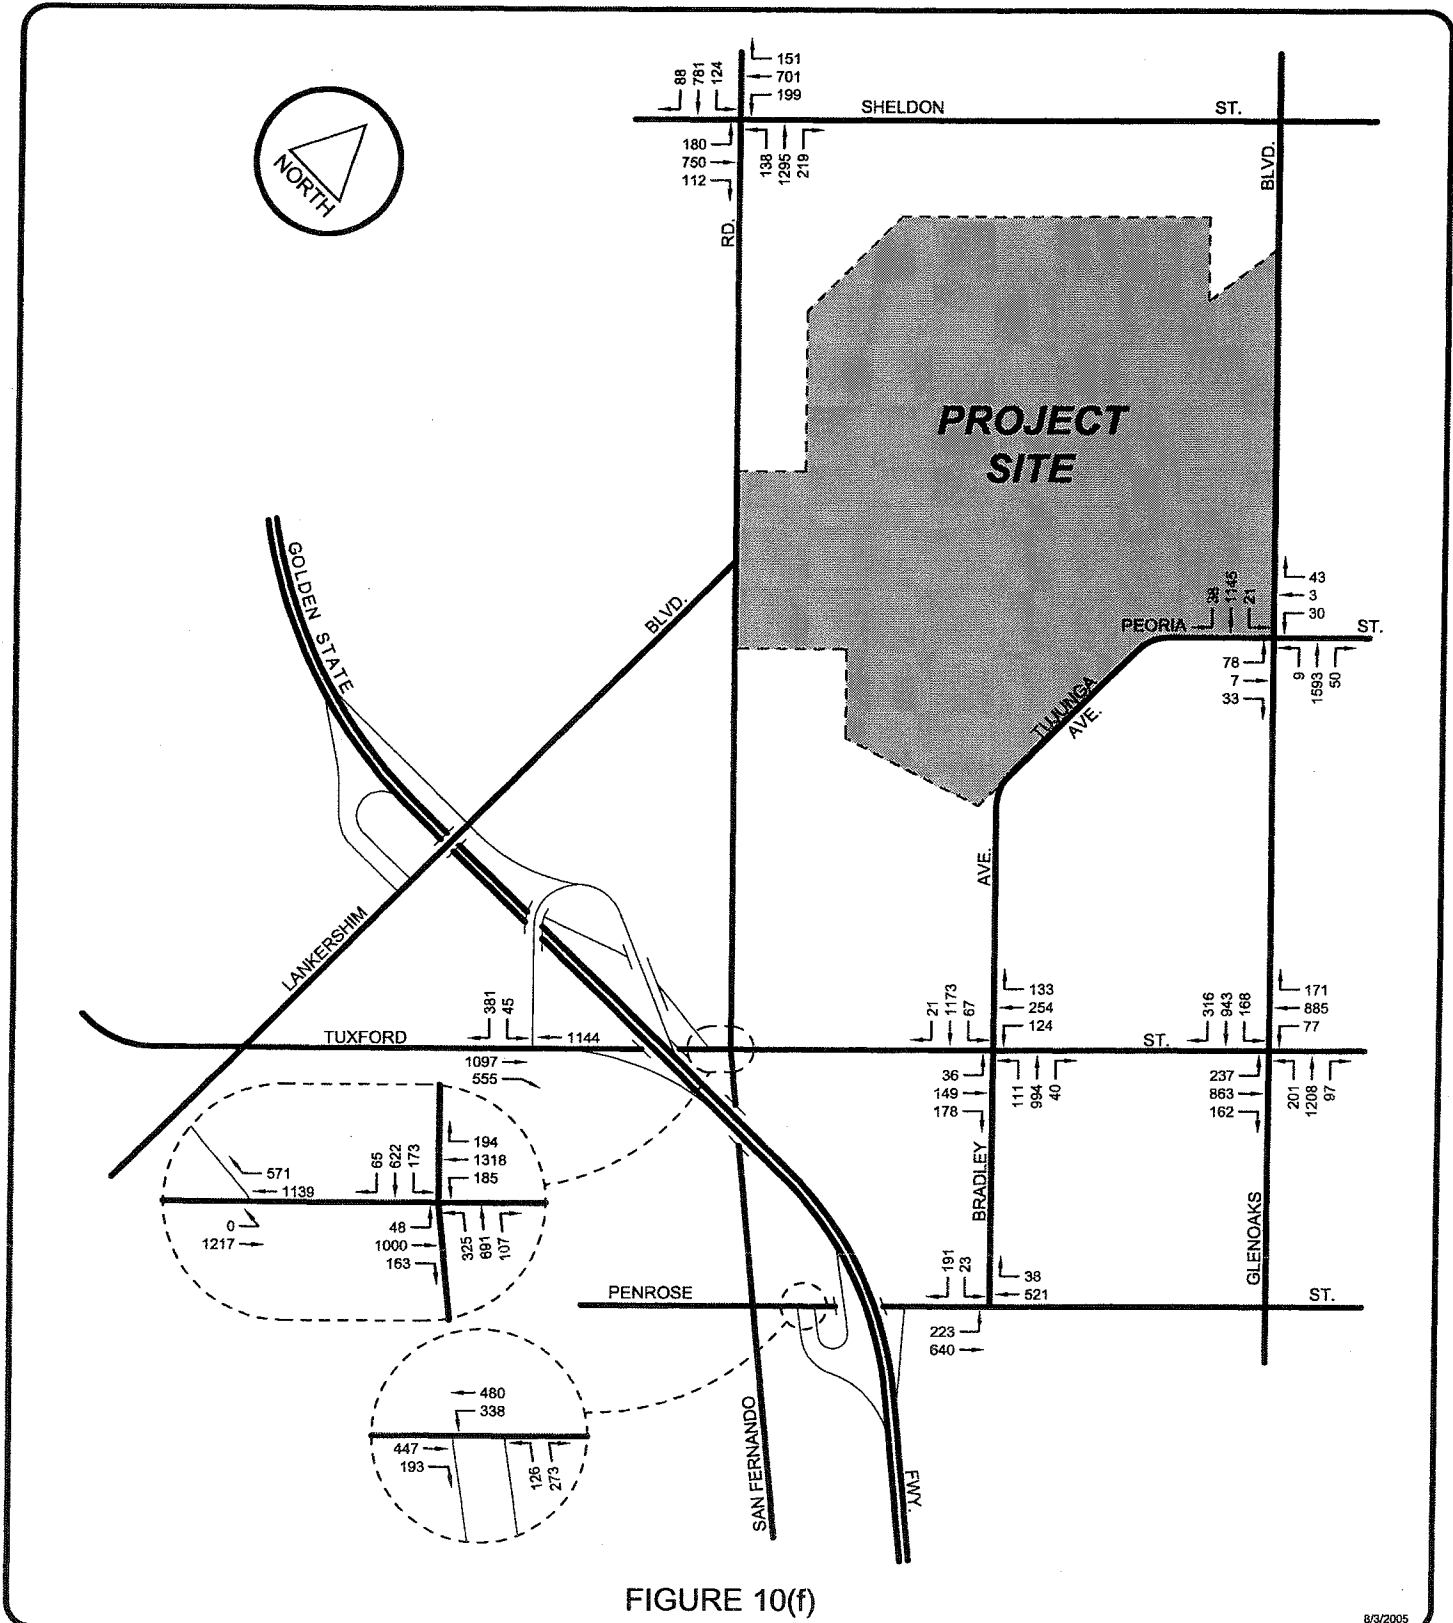 151
88 781 124
701
199
SHELDON ST.
180
750
112
138 1295 219
NORTH
RD.
BLVD.
PROJECT
SITE
GOLDEN STATE
BLVD.
43
38 1145 21
3
30
PEORIA ST.
78
7
33
9 1593 50
TUJUNGA
AVE.
AVE.
LANKERSHIM
381 45
1144
TUXFORD
1097
555
21 1173 67
133
254
124
ST.
36
149
178
111 994 40
316 943 168
171
885
77
237
863
162
201 1208 97
BRADLEY
GLENOAKS
571
1139
0
1217
65 622 173
194
1318
185
48
1000
163
325 691 107
191 23
38
521
PENROSE ST.
223
640
480
338
447
193
126 273
SAN FERNANDO
FWY.
FIGURE 10(f)
8/3/2005